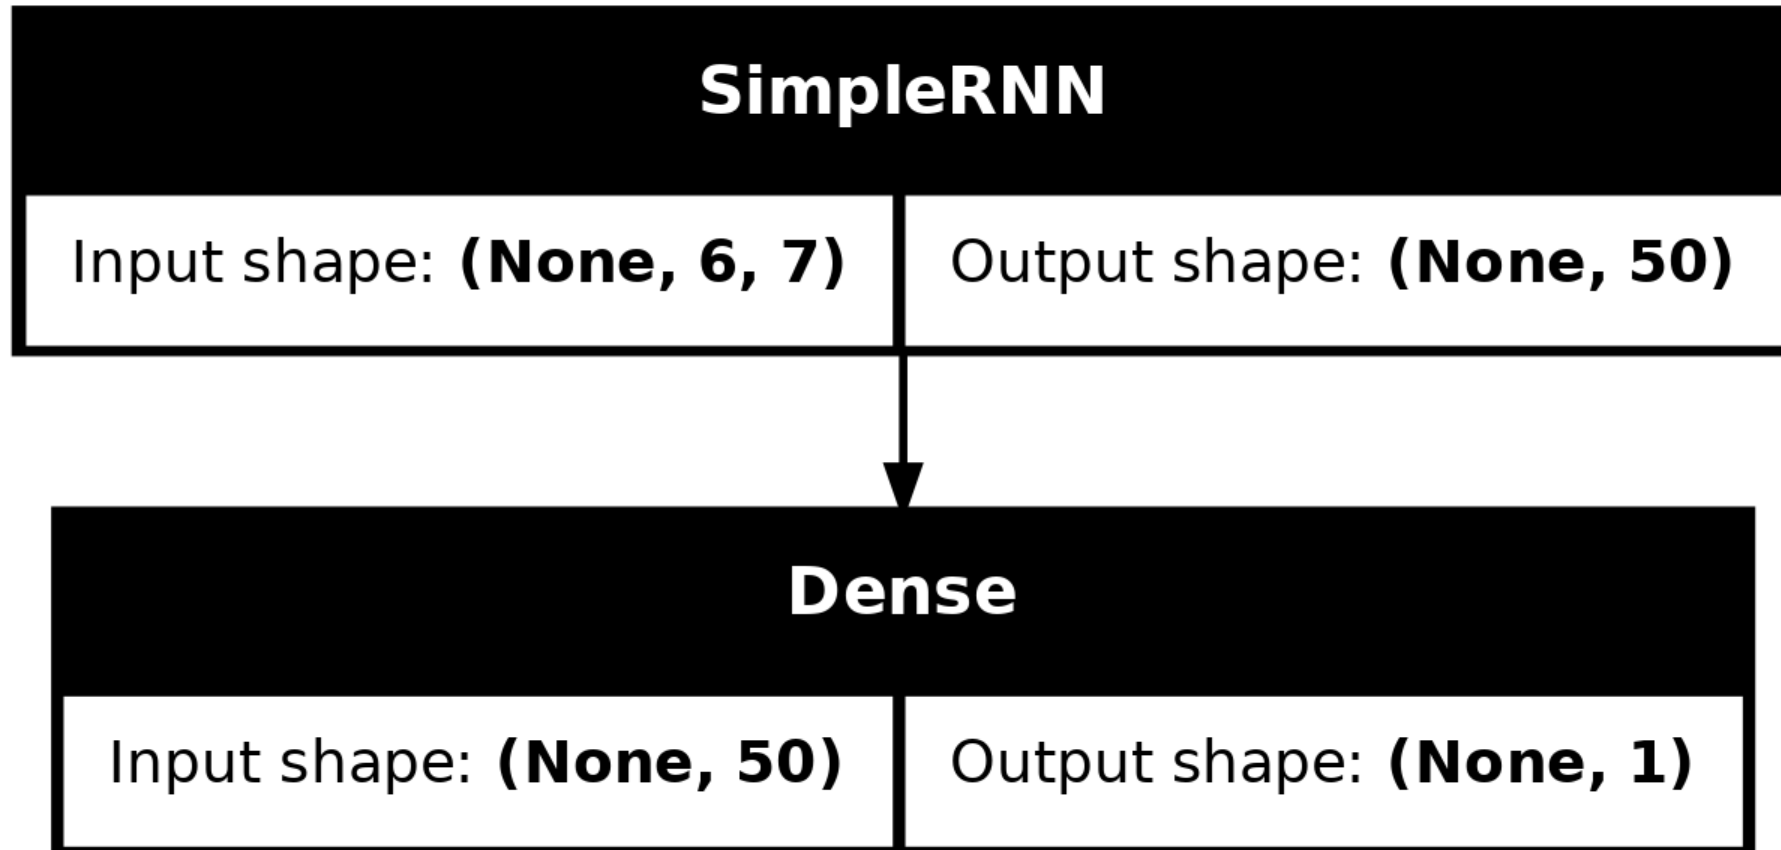 SimpleRNN
Input shape: (None, 6, 7) Output shape: (None, 50)
Dense
Input shape: (None, 50) Output shape: (None, 1)